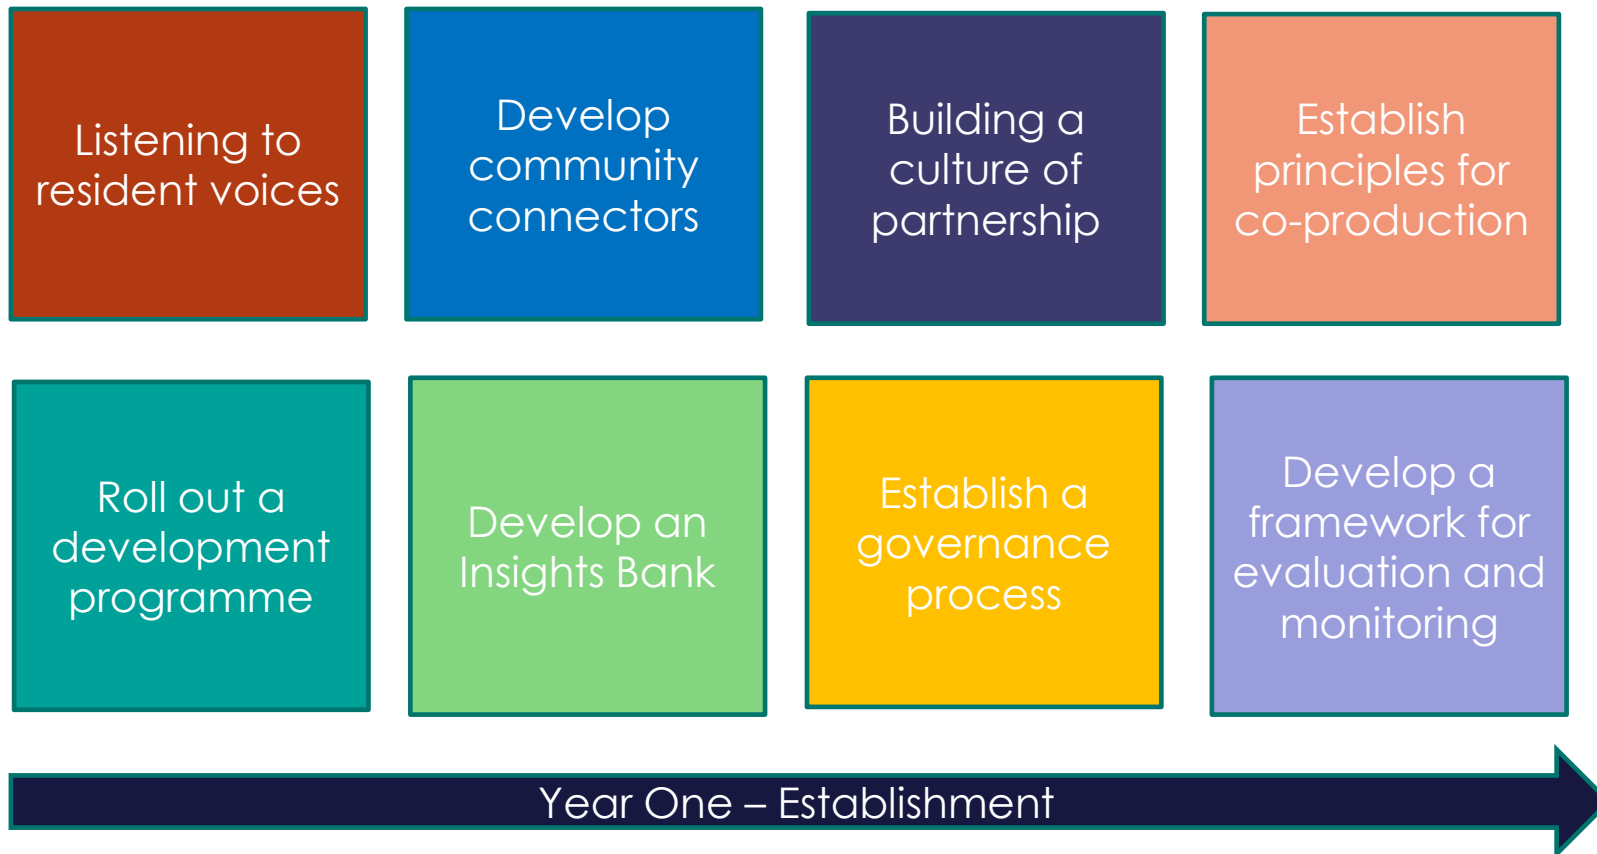 Listening to
resident voices
Develop
community
connectors
Building a
culture of
partnership
Establish
principles for
co-production
Roll out a
development
programme
Develop an
Insights Bank
Establish a
governance
process
Develop a
framework for
evaluation and
monitoring
Year One – Establishment